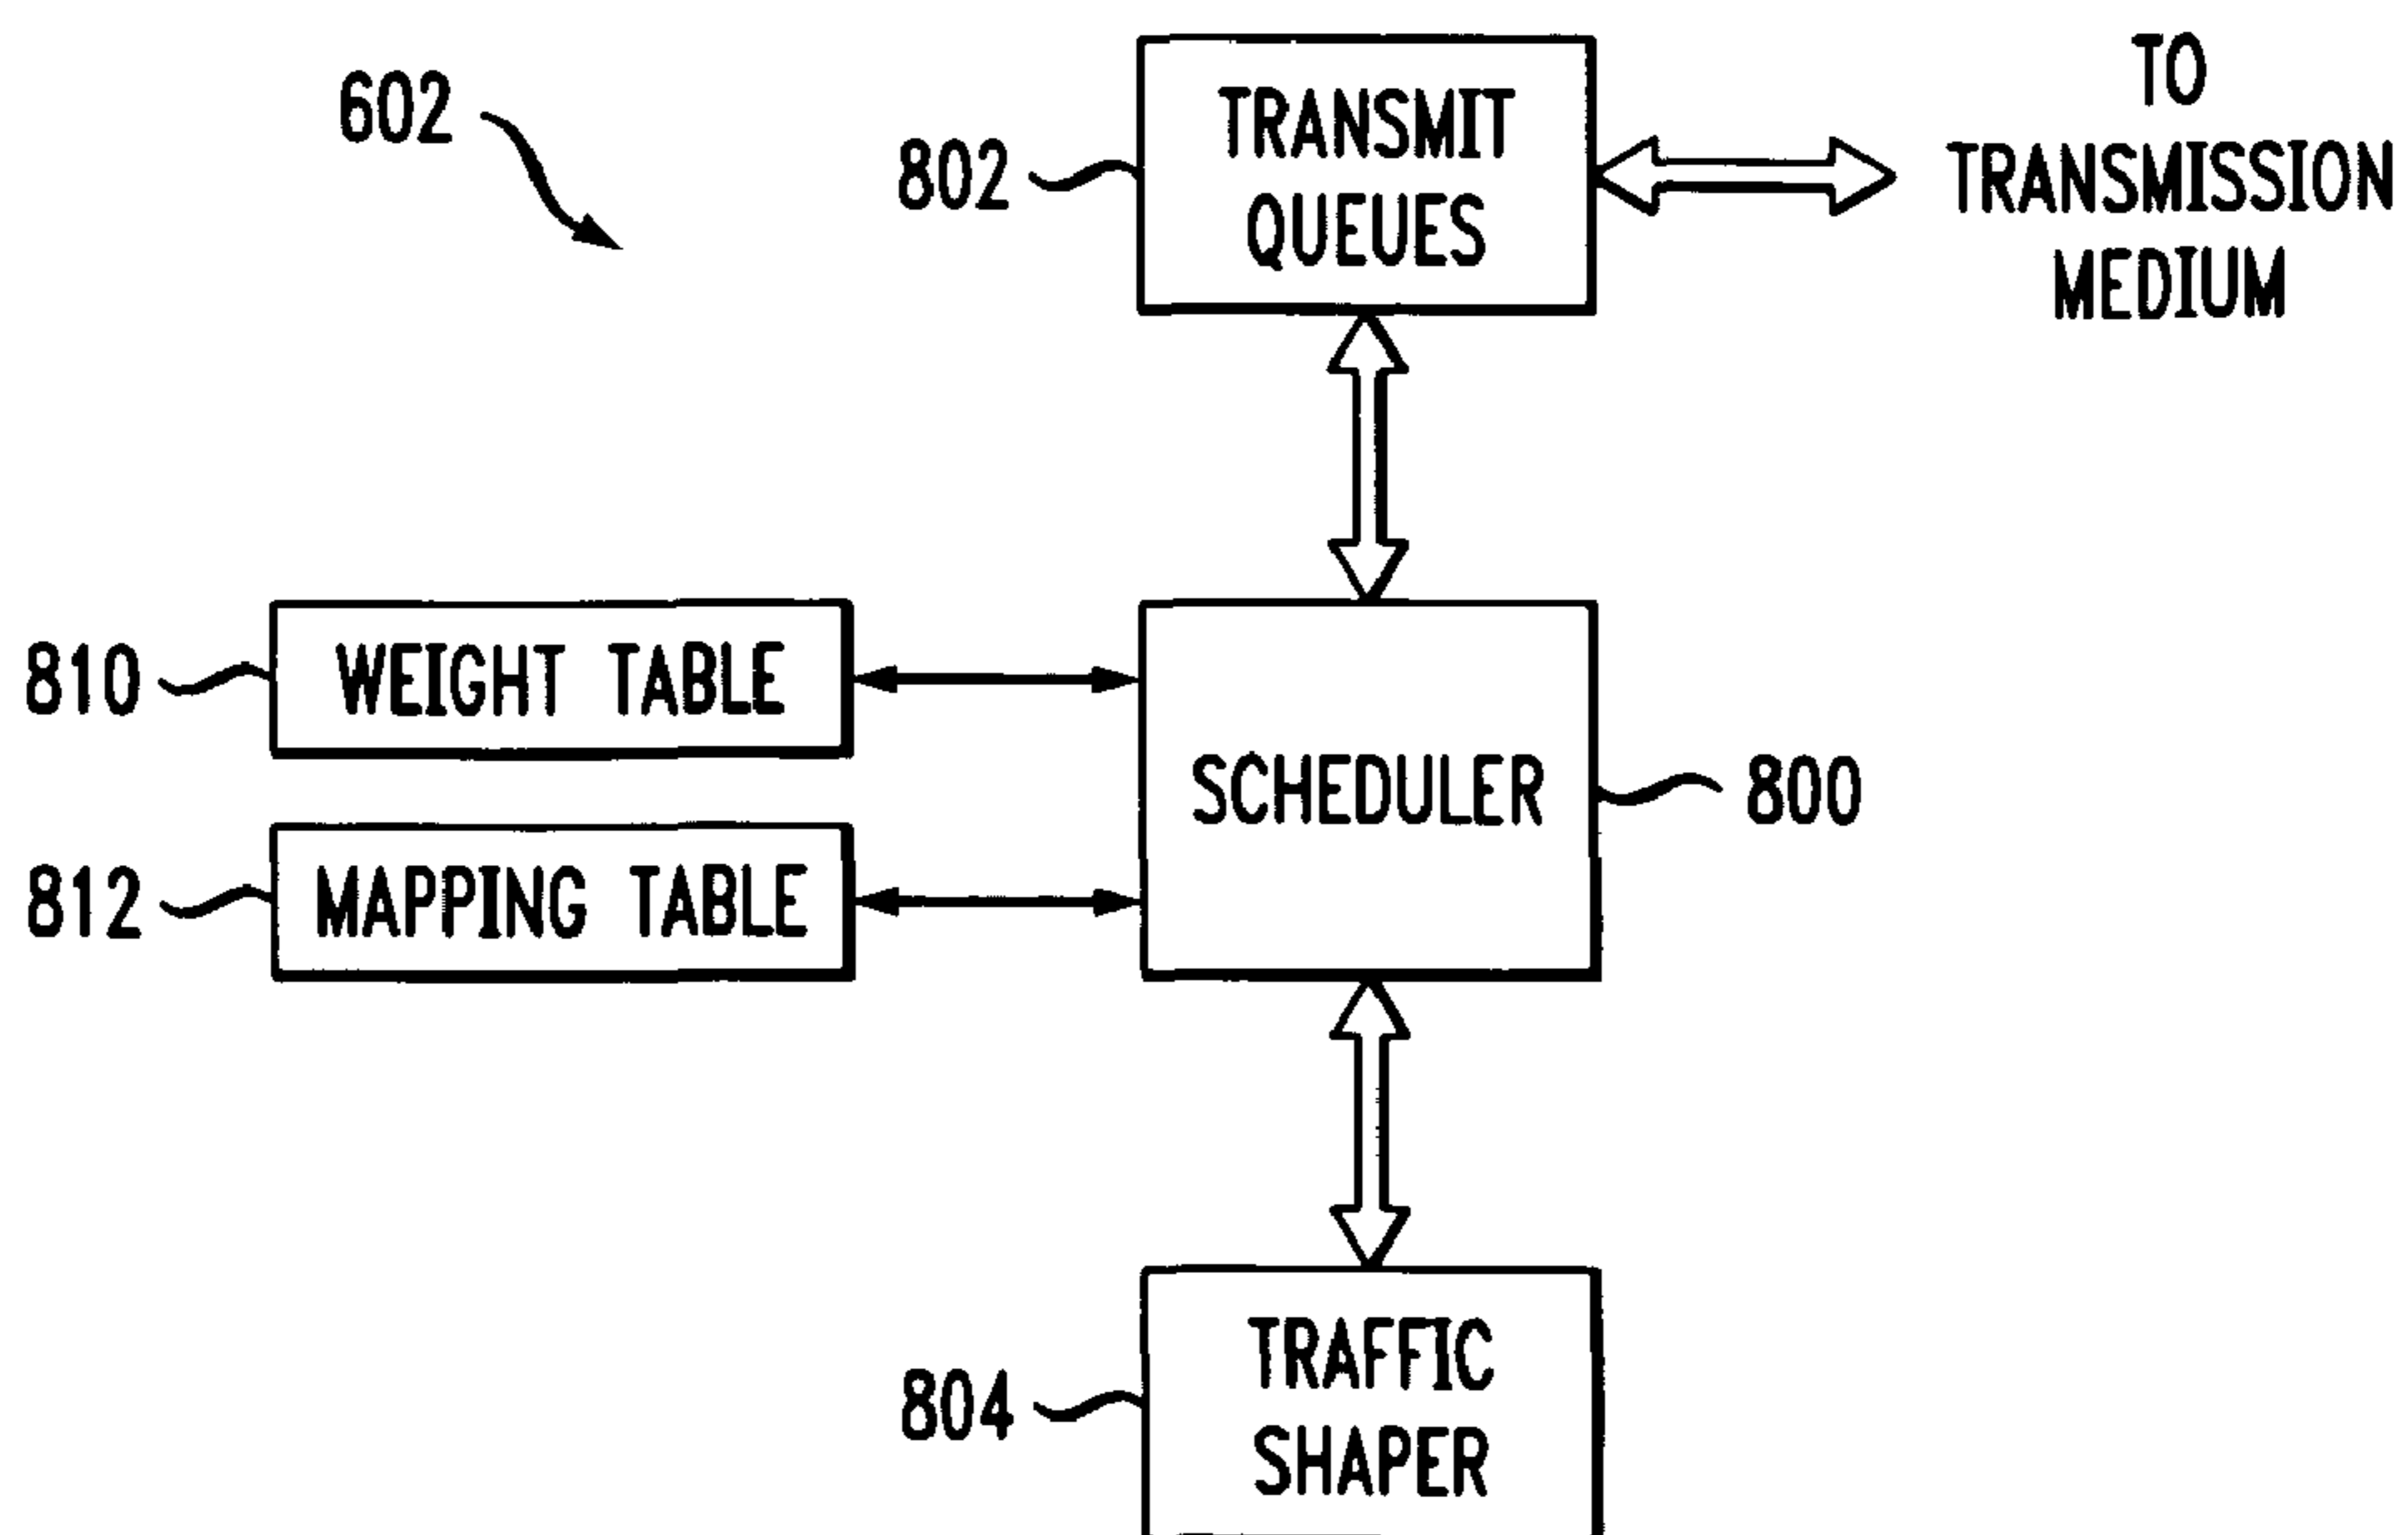 602
802
TRANSMIT
QUEUES
TO
TRANSMISSION
MEDIUM
810
WEIGHT TABLE
812
MAPPING TABLE
SCHEDULER
800
804
TRAFFIC
SHAPER